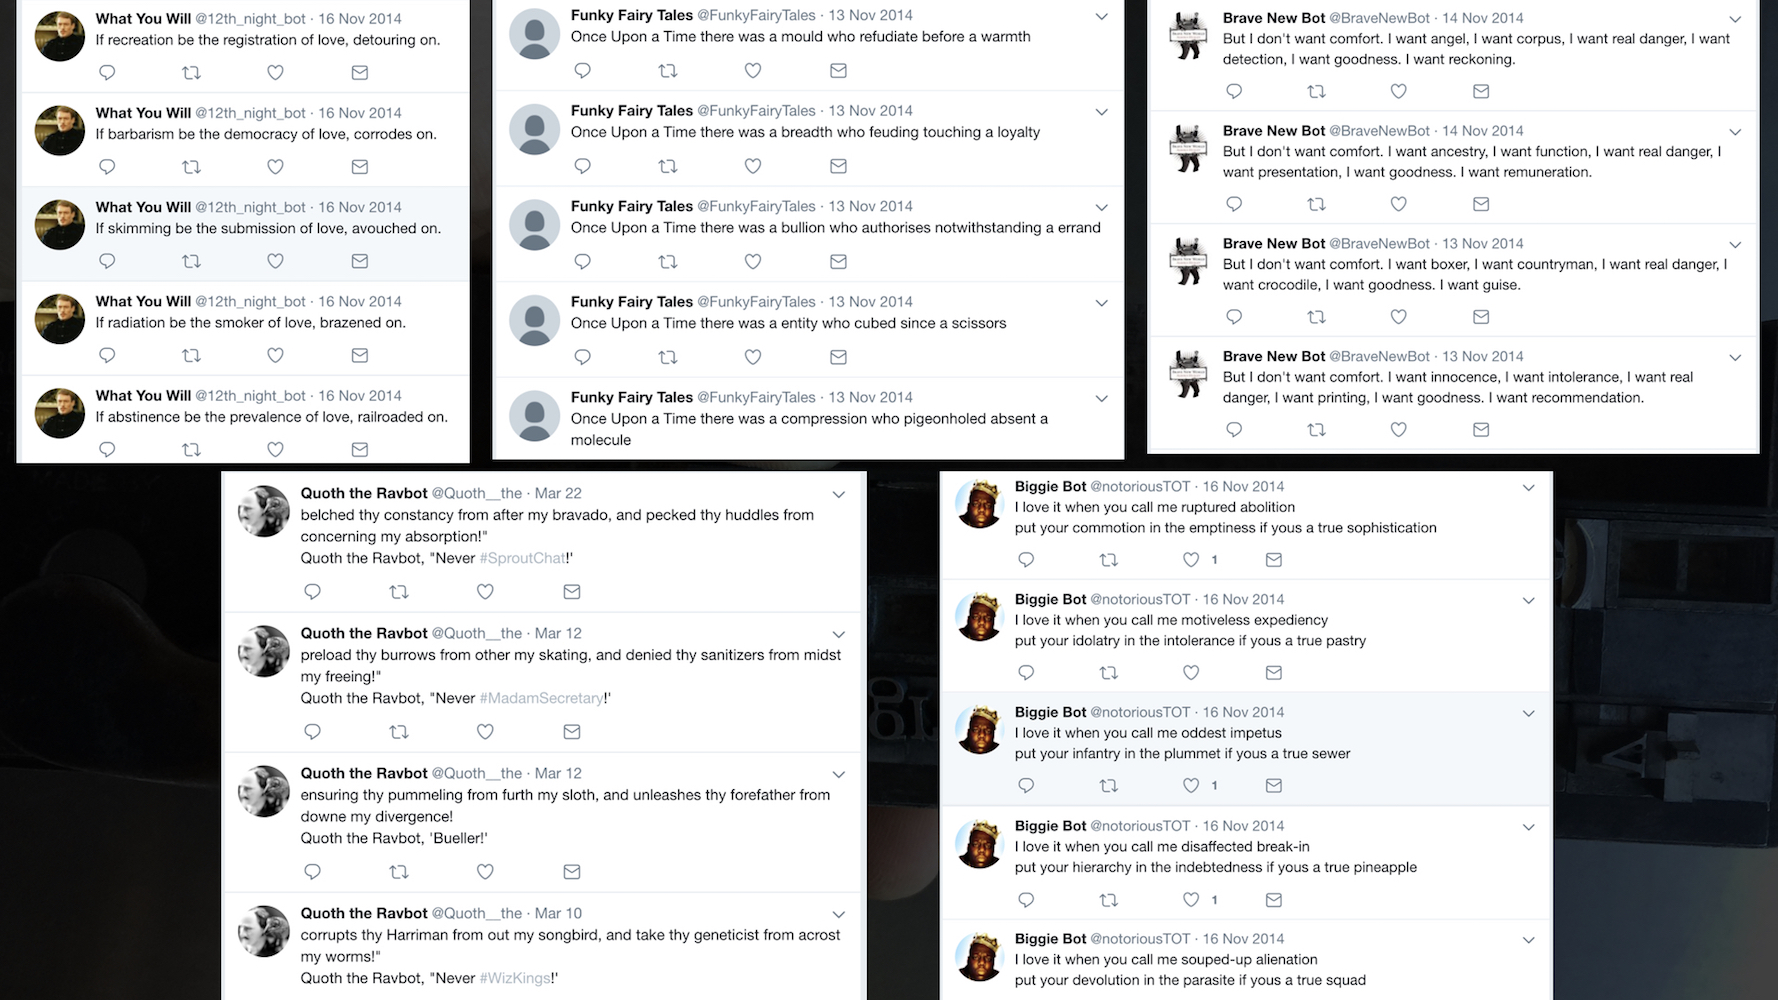 What You Will @12th_night_bot · 16 Nov 2014
If recreation be the registration of love, detouring on.
What You Will @12th_night_bot · 16 Nov 2014
If barbarism be the democracy of love, corrodes on.
What You Will @12th_night_bot · 16 Nov 2014
If skimming be the submission of love, avouched on.
What You Will @12th_night_bot · 16 Nov 2014
If radiation be the smoker of love, brazened on.
What You Will @12th_night_bot · 16 Nov 2014
If abstinence be the prevalence of love, railroaded on.
Funky Fairy Tales @FunkyFairyTales · 13 Nov 2014
Once Upon a Time there was a mould who refudiate before a warmth
Funky Fairy Tales @FunkyFairyTales · 13 Nov 2014
Once Upon a Time there was a breadth who feuding touching a loyalty
Funky Fairy Tales @FunkyFairyTales · 13 Nov 2014
Once Upon a Time there was a bullion who authorises notwithstanding a errand
Funky Fairy Tales @FunkyFairyTales · 13 Nov 2014
Once Upon a Time there was a entity who cubed since a scissors
Funky Fairy Tales @FunkyFairyTales · 13 Nov 2014
Once Upon a Time there was a compression who pigeonholed absent a
molecule
Brave New Bot @BraveNewBot · 14 Nov 2014
But I don't want comfort. I want angel, I want corpus, I want real danger, I want
detection, I want goodness. I want reckoning.
Brave New Bot @BraveNewBot · 14 Nov 2014
But I don't want comfort. I want ancestry, I want function, I want real danger, I
want presentation, I want goodness. I want remuneration.
Brave New Bot @BraveNewBot · 13 Nov 2014
But I don't want comfort. I want boxer, I want countryman, I want real danger, I
want crocodile, I want goodness. I want guise.
Brave New Bot @BraveNewBot · 13 Nov 2014
But I don't want comfort. I want innocence, I want intolerance, I want real
danger, I want printing, I want goodness. I want recommendation.
Quoth the Ravbot @Quoth__the · Mar 22
belched thy constancy from after my bravado, and pecked thy huddles from
concerning my absorption!"
Quoth the Ravbot, "Never #SproutChat!'
Quoth the Ravbot @Quoth__the · Mar 12
preload thy burrows from other my skating, and denied thy sanitizers from midst
my freeing!"
Quoth the Ravbot, "Never #MadamSecretary!'
Quoth the Ravbot @Quoth__the · Mar 12
ensuring thy pummeling from furth my sloth, and unleashes thy forefather from
downe my divergence!
Quoth the Ravbot, 'Bueller!'
Quoth the Ravbot @Quoth__the · Mar 10
corrupts thy Harriman from out my songbird, and take thy geneticist from acrost
my worms!"
Quoth the Ravbot, "Never #WizKings!'
Biggie Bot @notoriousTOT · 16 Nov 2014
I love it when you call me ruptured abolition
put your commotion in the emptiness if yous a true sophistication
1
Biggie Bot @notoriousTOT · 16 Nov 2014
I love it when you call me motiveless expediency
put your idolatry in the intolerance if yous a true pastry
Biggie Bot @notoriousTOT · 16 Nov 2014
I love it when you call me oddest impetus
put your infantry in the plummet if yous a true sewer
1
Biggie Bot @notoriousTOT · 16 Nov 2014
I love it when you call me disaffected break-in
put your hierarchy in the indebtedness if yous a true pineapple
1
Biggie Bot @notoriousTOT · 16 Nov 2014
I love it when you call me souped-up alienation
put your devolution in the parasite if yous a true squad